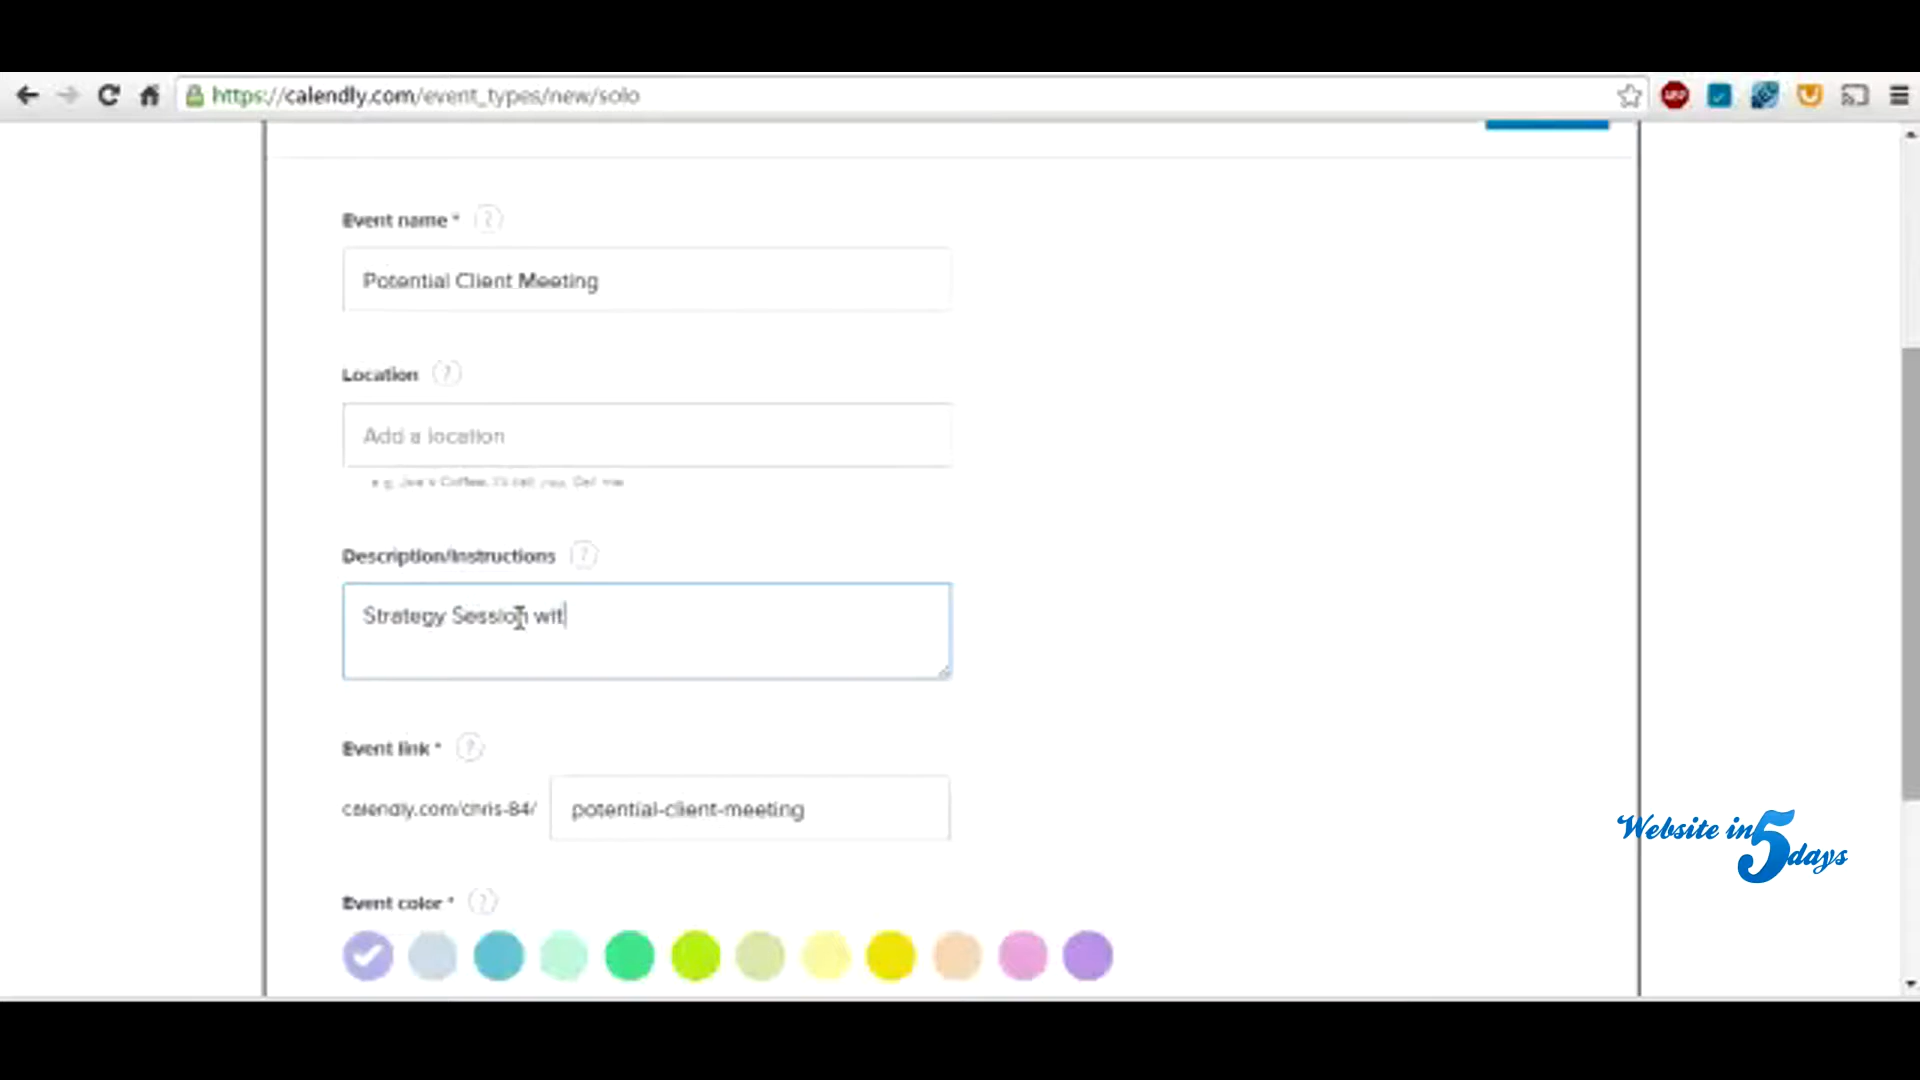 https://calendly.com/event_types/new/solo
ABP
Event name * ?
Potential Client Meeting
Location ?
Add a location
e.g. Joe's Coffee, I'll call you, Call me
Description/Instructions ?
Strategy Session wit
Event link * ?
calendly.com/chris-84/ potential-client-meeting
Website in 5 days
Event color * ?